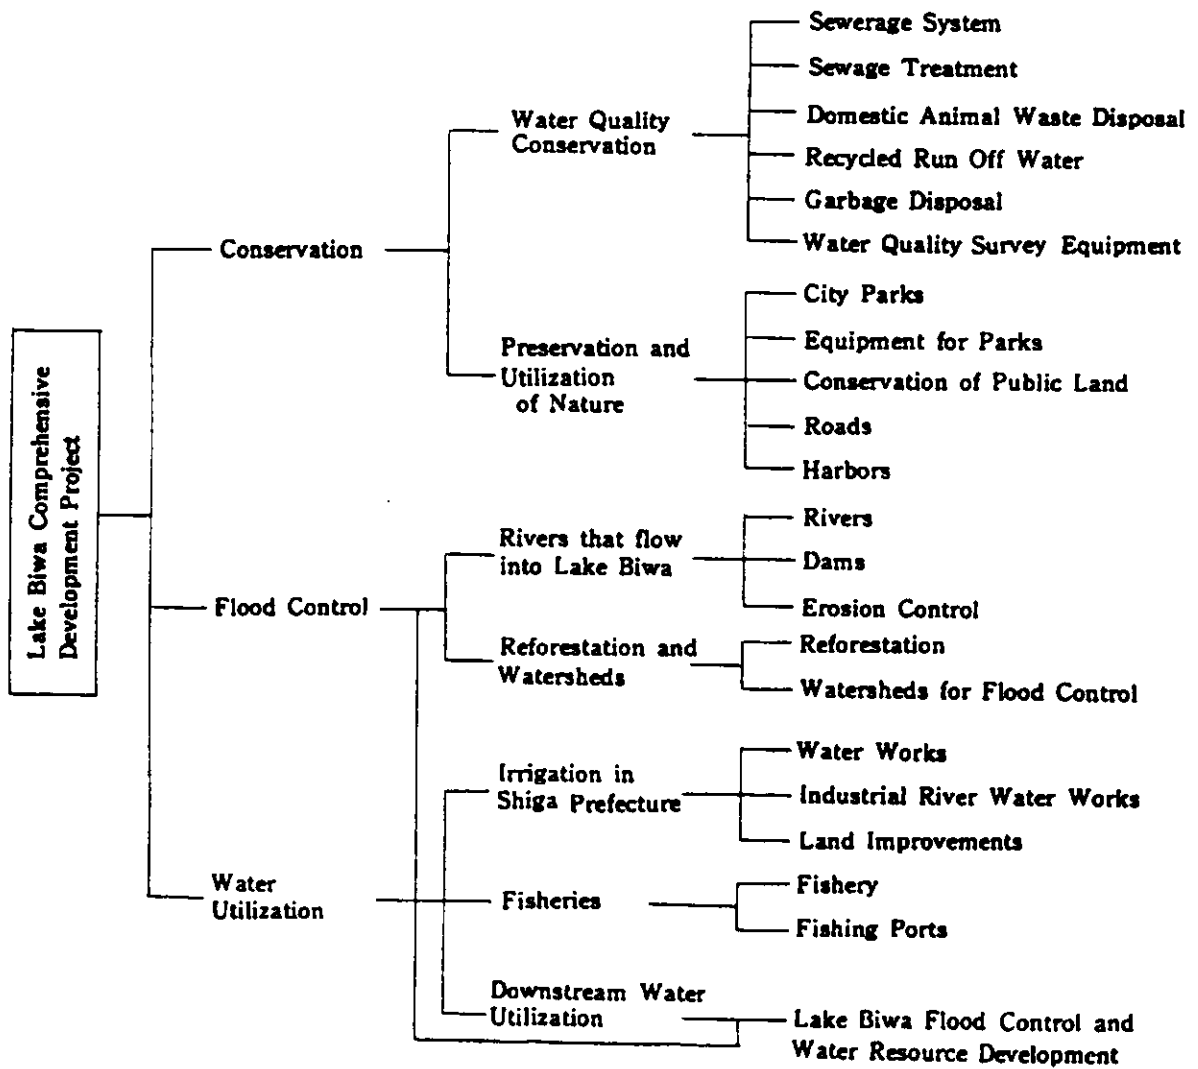 Lake Biwa Comprehensive
Development Project
Conservation
Water Quality
Conservation
Sewerage System
Sewage Treatment
Domestic Animal Waste Disposal
Recycled Run Off Water
Garbage Disposal
Water Quality Survey Equipment
Preservation and
Utilization
of Nature
City Parks
Equipment for Parks
Conservation of Public Land
Roads
Harbors
Flood Control
Rivers that flow
into Lake Biwa
Rivers
Dams
Erosion Control
Reforestation and
Watersheds
Reforestation
Watersheds for Flood Control
Water
Utilization
Irrigation in
Shiga Prefecture
Water Works
Industrial River Water Works
Land Improvements
Fisheries
Fishery
Fishing Ports
Downstream Water
Utilization
Lake Biwa Flood Control and
Water Resource Development